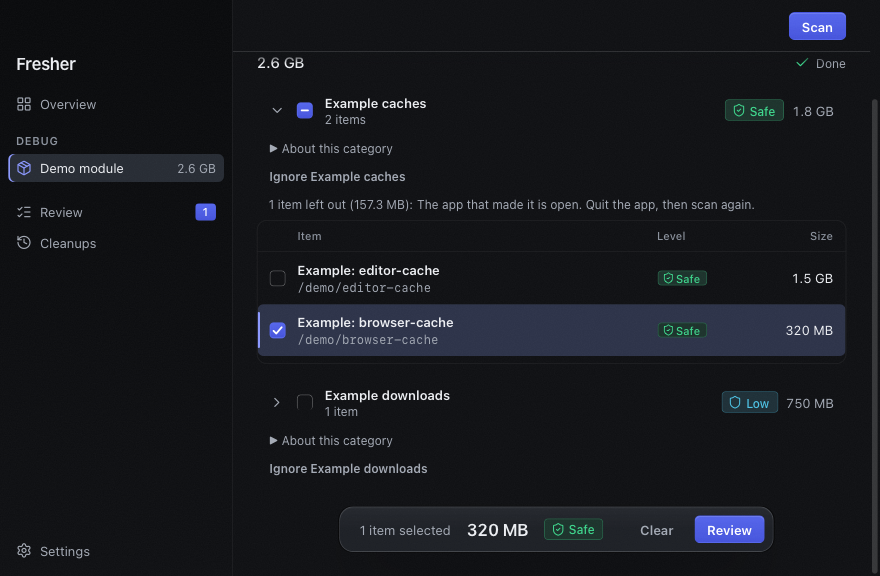 Scan
Fresher
2.6 GB
Done
Overview
Example caches
2 items
Safe
1.8 GB
DEBUG
About this category
Demo module
2.6 GB
Ignore Example caches
Review
1
1 item left out (157.3 MB): The app that made it is open. Quit the app, then scan again.
Cleanups
Item Level Size
Example: editor-cache
/demo/editor-cache
Safe
1.5 GB
Example: browser-cache
/demo/browser-cache
Safe
320 MB
Example downloads
1 item
Low
750 MB
About this category
Ignore Example downloads
1 item selected 320 MB Safe Clear Review
Settings